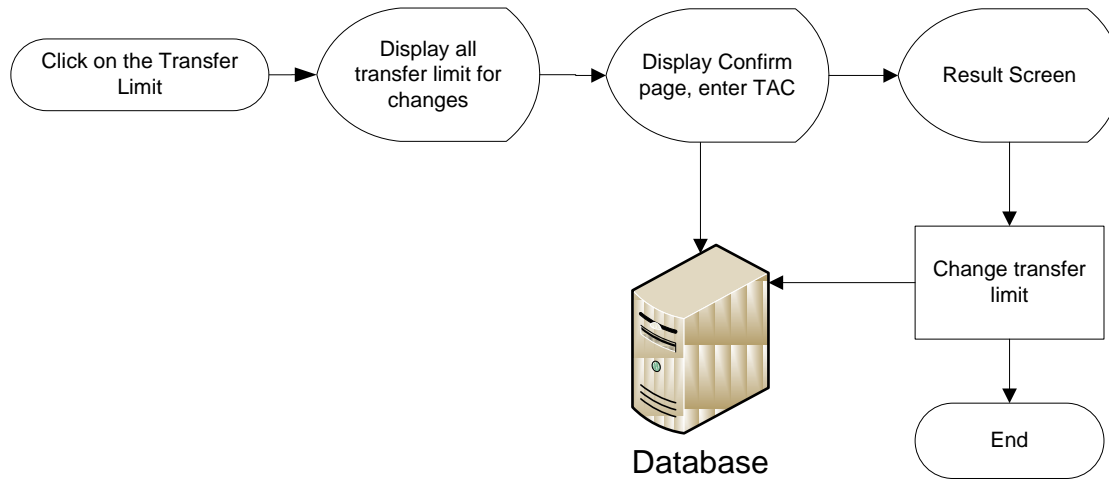 Click on the Transfer
Limit
Display all
transfer limit for
changes
Display Confirm
page, enter TAC
Result Screen
Change transfer
limit
End
Database